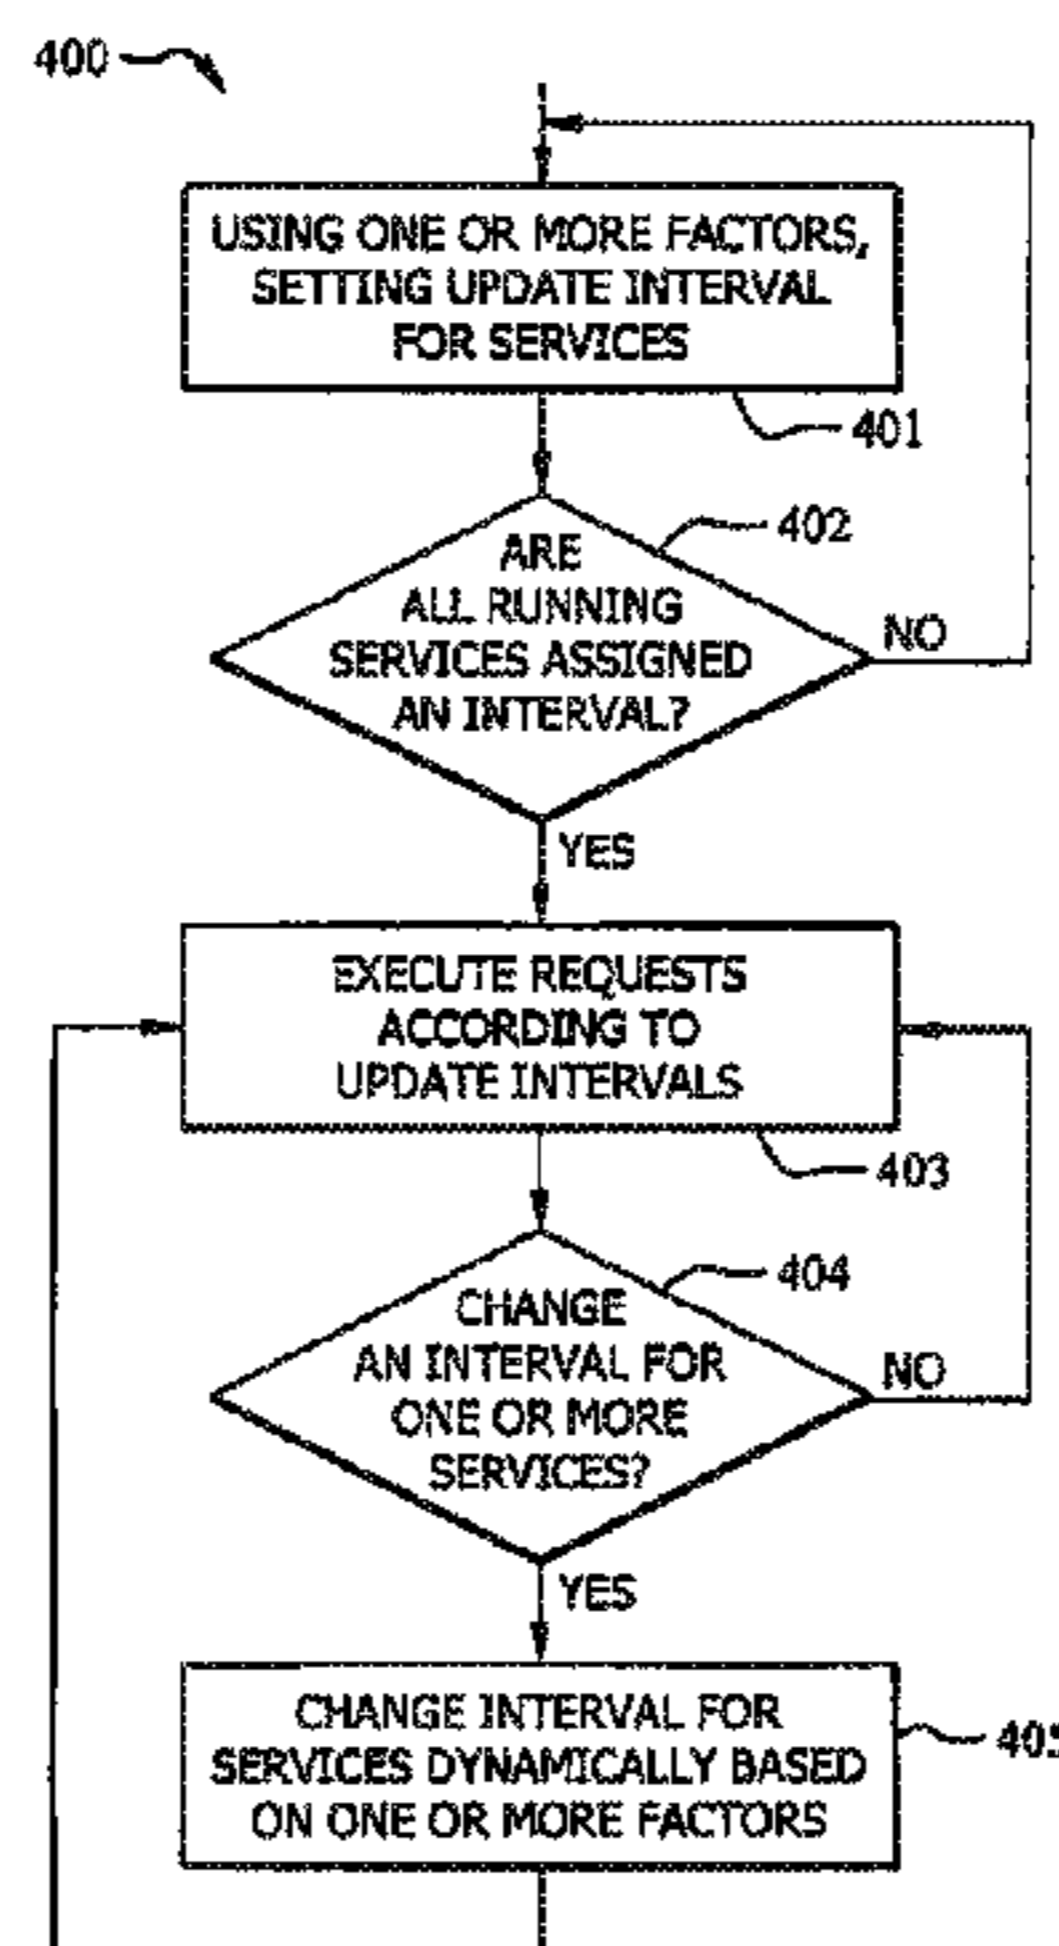 400
USING ONE OR MORE FACTORS,
SETTING UPDATE INTERVAL
FOR SERVICES
401
402
ARE
ALL RUNNING
SERVICES ASSIGNED
AN INTERVAL?
NO
YES
EXECUTE REQUESTS
ACCORDING TO
UPDATE INTERVALS
403
404
CHANGE
AN INTERVAL FOR
ONE OR MORE
SERVICES?
NO
YES
CHANGE INTERVAL FOR
SERVICES DYNAMICALLY BASED
ON ONE OR MORE FACTORS
405